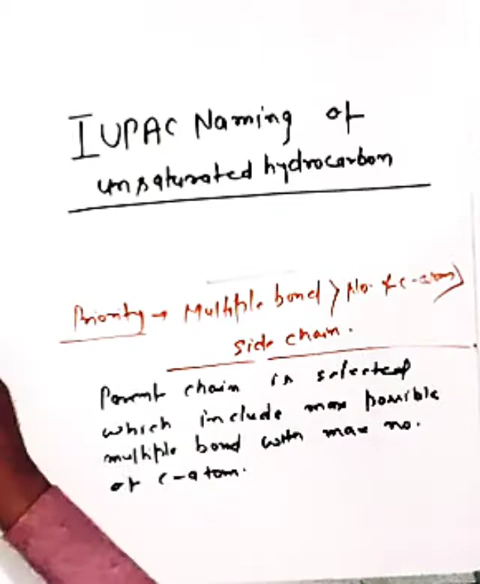 IUPAC Naming of
unsaturated hydrocarbon
Priority → Multiple bond > No. of C-atom >
side chain.
Parent chain is selected
which include max possible
multiple bond with max no.
of C-atom.